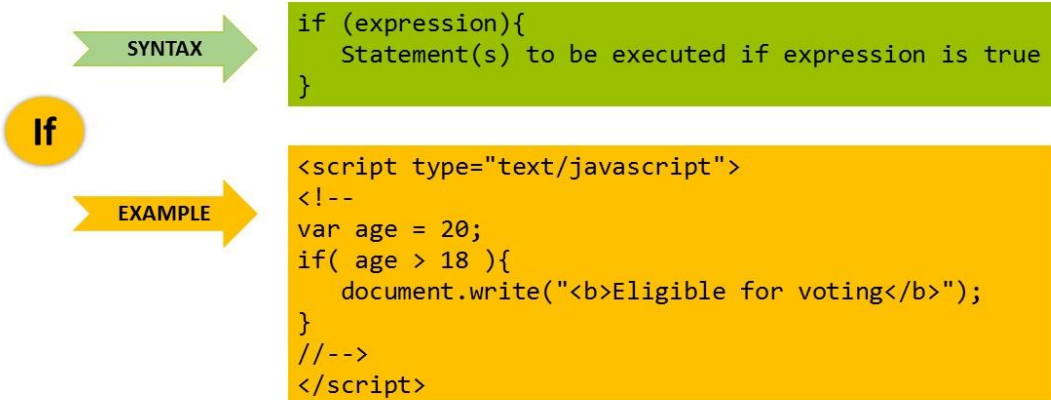 SYNTAX
if (expression){
   Statement(s) to be executed if expression is true
}
If
EXAMPLE
<script type="text/javascript">
<!--
var age = 20;
if( age > 18 ){
   document.write("<b>Eligible for voting</b>");
}
//-->
</script>